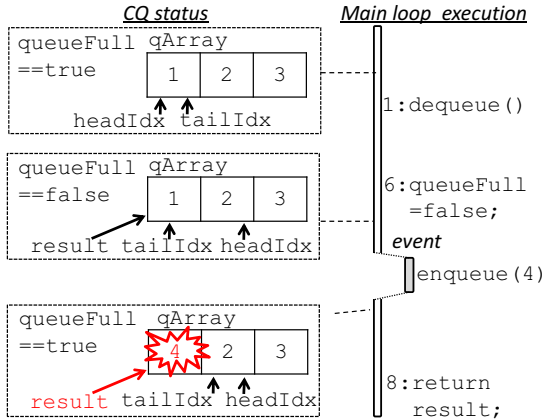 CQ status
Main loop execution
queueFull qArray
==true
1 2 3
headIdx tailIdx
1:dequeue()
queueFull qArray
==false
1 2 3
result tailIdx headIdx
6:queueFull
=false;
event
enqueue(4)
queueFull qArray
==true
4 2 3
result tailIdx headIdx
8:return
result;